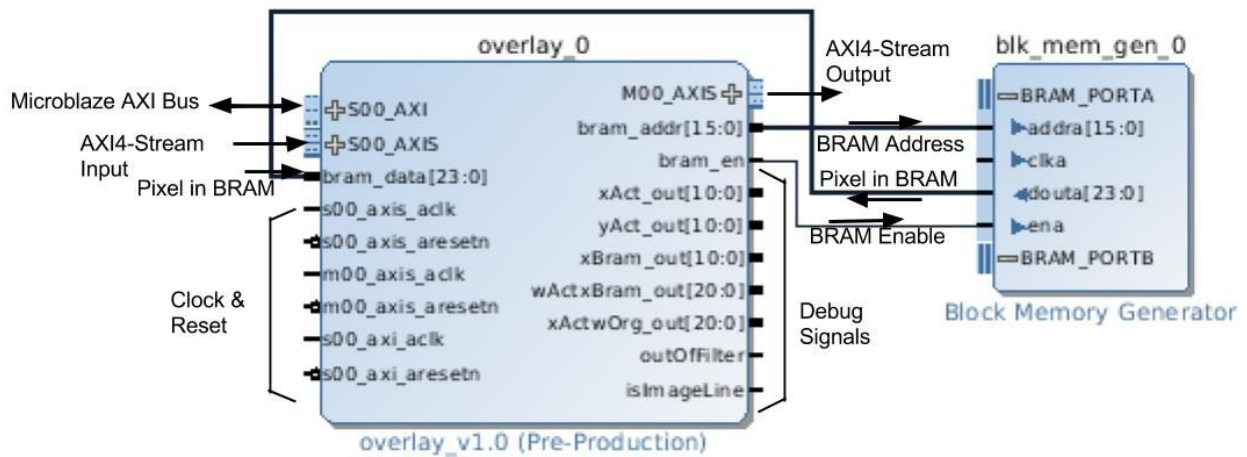 overlay_0
AXI4-Stream
Output
blk_mem_gen_0
Microblaze AXI Bus
AXI4-Stream
Input
Pixel in BRAM
S00_AXI
S00_AXIS
bram_data[23:0]
s00_axis_aclk
s00_axis_aresetn
m00_axis_aclk
m00_axis_aresetn
s00_axi_aclk
s00_axi_aresetn
Clock &
Reset
M00_AXIS
bram_addr[15:0]
bram_en
xAct_out[10:0]
yAct_out[10:0]
xBram_out[10:0]
wActxBram_out[20:0]
xActwOrg_out[20:0]
outOfFilter
isImageLine
BRAM Address
Pixel in BRAM
BRAM Enable
Debug
Signals
BRAM_PORTA
addra[15:0]
clka
douta[23:0]
ena
BRAM_PORTB
Block Memory Generator
overlay_v1.0 (Pre-Production)